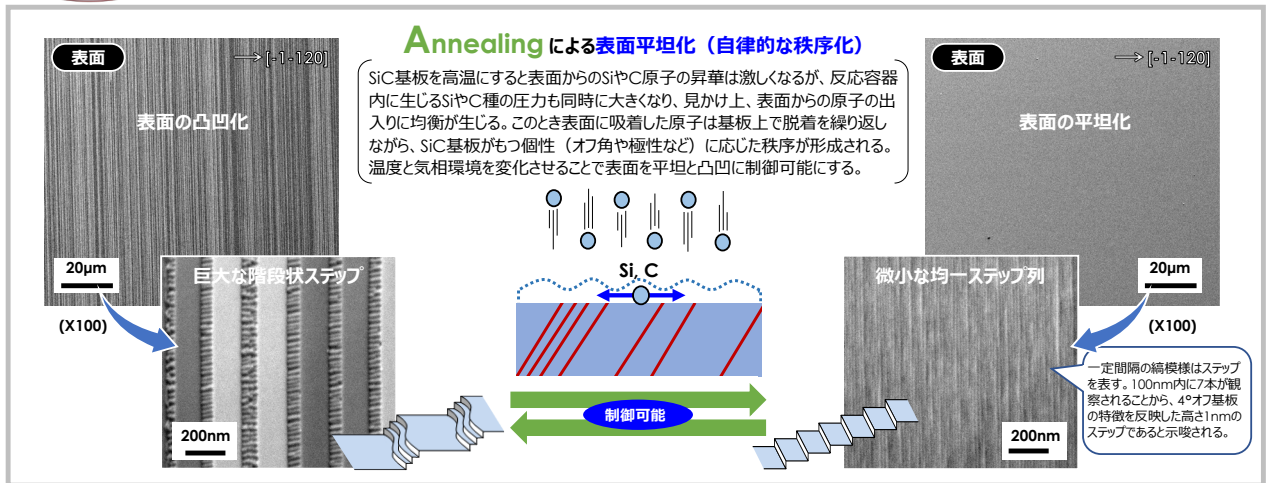 Annealing による表面平坦化（自律的な秩序化）
SiC基板を高温にすると表面からのSiやC原子の昇華は激しくなるが、反応容器
内に生じるSiやC種の圧力も同時に大きくなり、見かけ上、表面からの原子の出
入りに均衡が生じる。このとき表面に吸着した原子は基板上で脱着を繰り返し
ながら、SiC基板がもつ個性（オフ角や極性など）に応じた秩序が形成される。
温度と気相環境を変化させることで表面を平坦と凸凹に制御可能にする。
表面
[-1-120]
表面の凸凹化
20μm
(X100)
巨大な階段状ステップ
200nm
Si, C
制御可能
表面
[-1-120]
表面の平坦化
20μm
(X100)
微小な均一ステップ列
200nm
一定間隔の縞模様はステップ
を表す。100nm内に7本が観
察されることから、4°オフ基板
の特徴を反映した高さ1nmの
ステップであると示唆される。